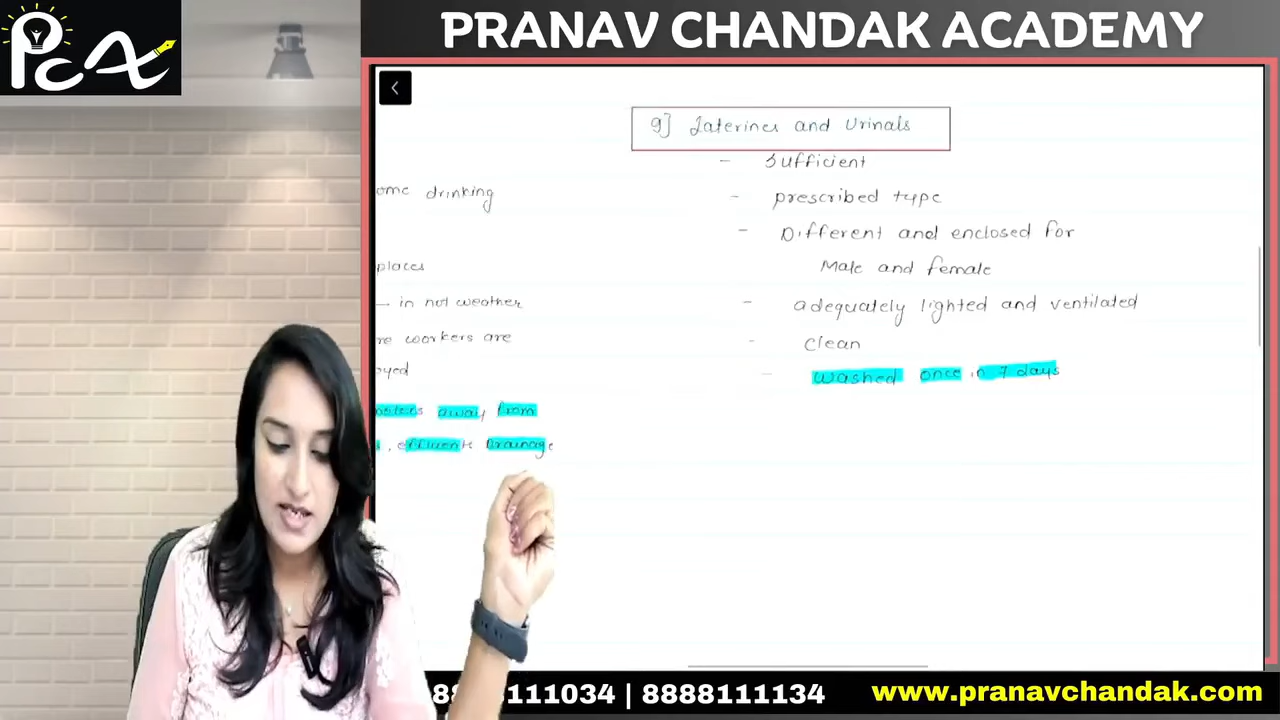 PCA
PRANAV CHANDAK ACADEMY
9] Laterines and Urinals
- Sufficient
- prescribed type
- Different and enclosed for
Male and female
- adequately lighted and ventilated
- clean
- washed once in 7 days
ome drinking
places
— in hot weather
re workers are
oyed
away from
, effluent Drainage
111034 | 8888111134
www.pranavchandak.com